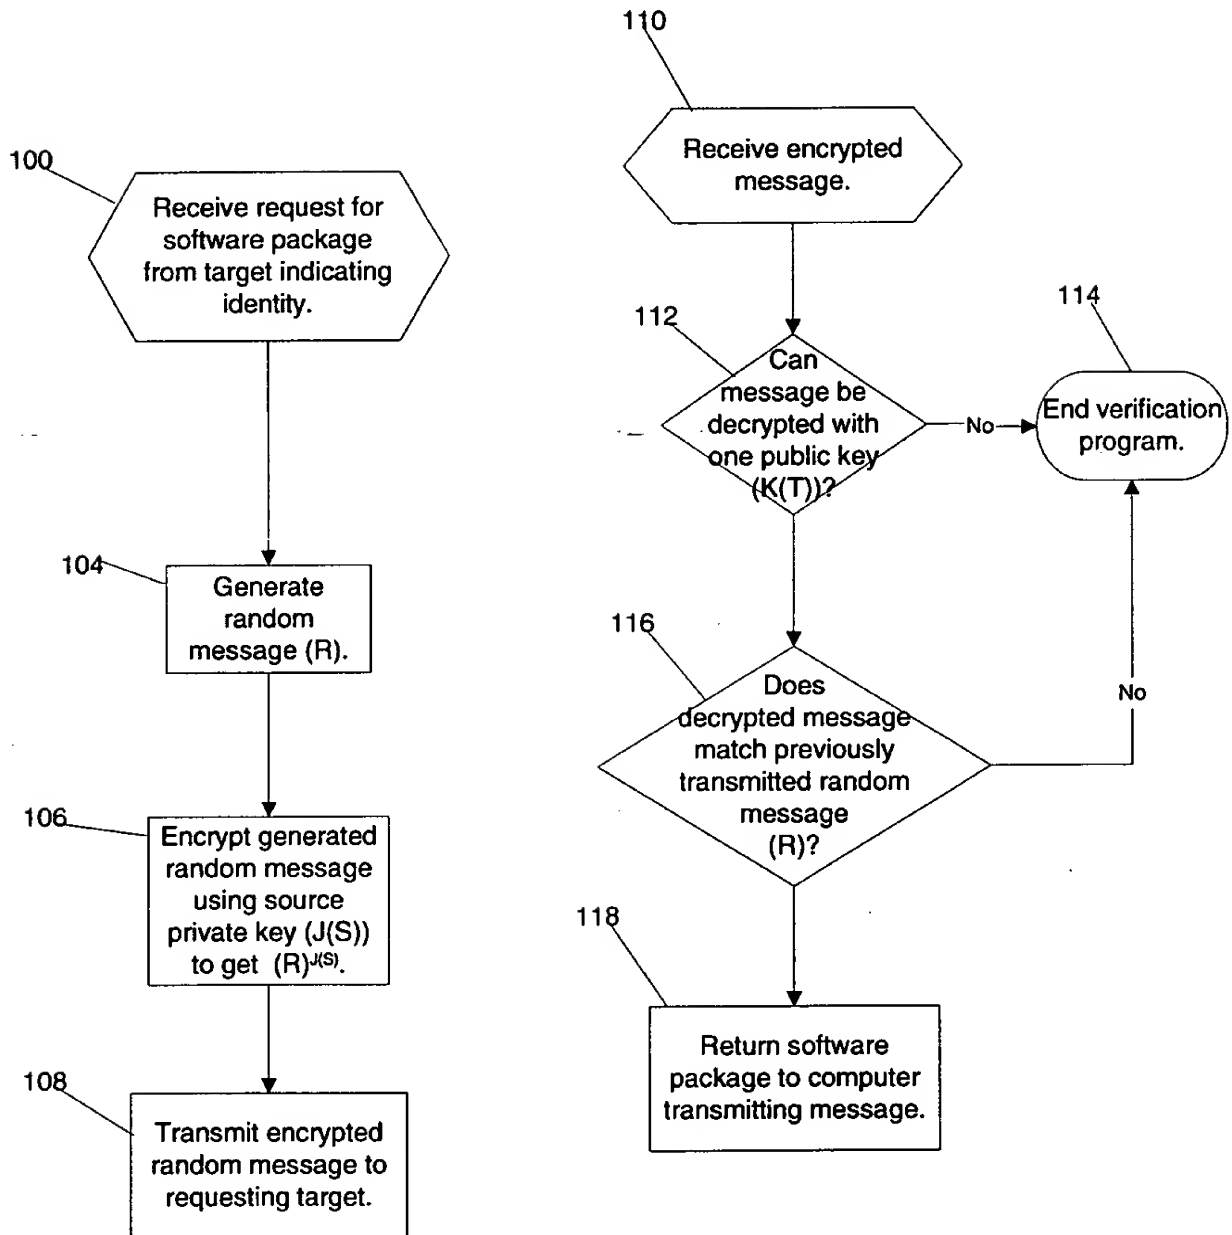 100
Receive request for
software package
from target indicating
identity.
104
Generate
random
message (R).
106
Encrypt generated
random message
using source
private key (J(S))
to get (R)^J(S).
108
Transmit encrypted
random message to
requesting target.
110
Receive encrypted
message.
112
Can
message be
decrypted with
one public key
(K(T))?
No
114
End verification
program.
116
Does
decrypted message
match previously
transmitted random
message
(R)?
No
118
Return software
package to computer
transmitting message.